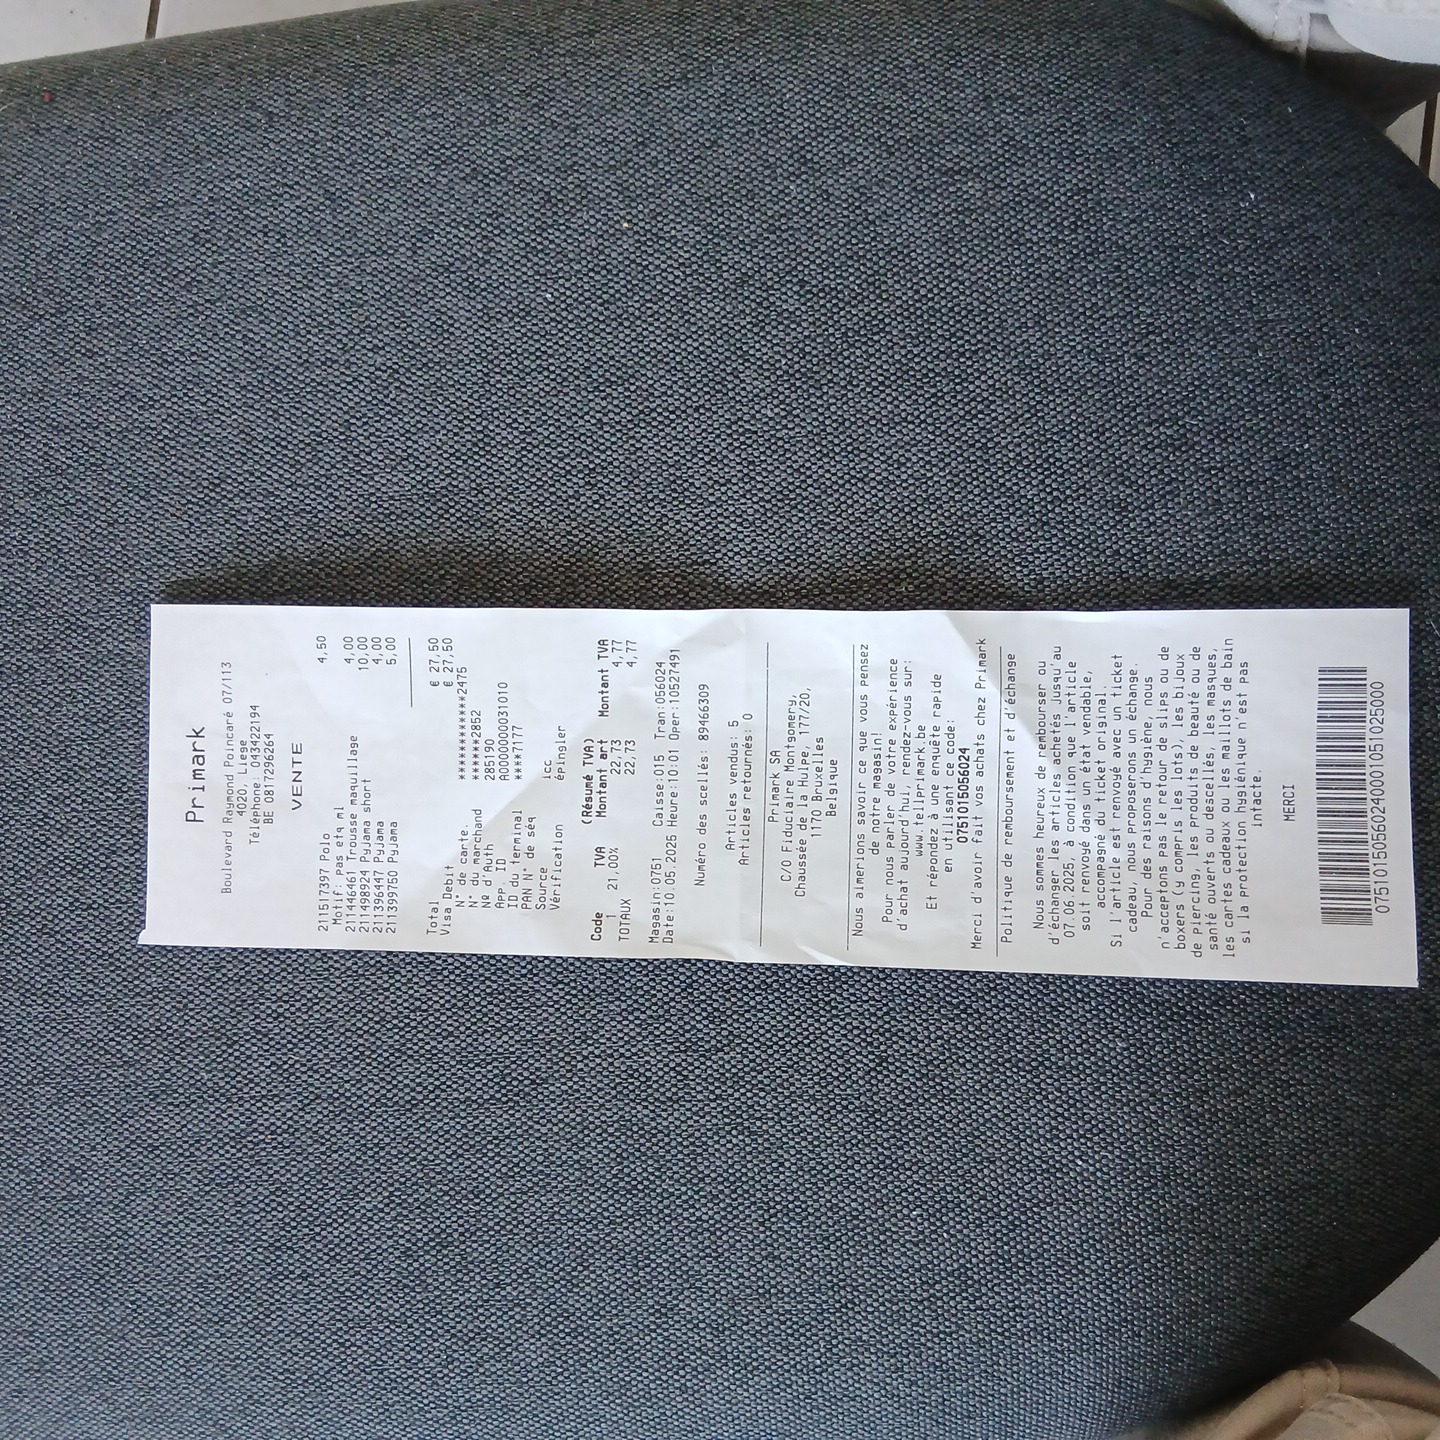 Primark
Boulevard Raymond Poincaré 07/113
4020, Liege
Téléphone: 043422194
BE 0817296264
VENTE
211517397 Polo 4,50
Motif: pas etq ml
211446461 Trousse maquillage 4,00
211498924 Pyjama short 10,00
211396447 Pyjama 4,00
211399750 Pyjama 5,00
Total € 27,50
Visa Debit € 27,50
N° de carte. ************2475
N° du marchand *****2852
Nº d'Auth 285190
App. ID A0000000031010
ID du terminal ****7177
PAN N° de séq
Source icc
Vérification épingler
(Résumé TVA)
Code TVA Montant art Montant TVA
1 21,00% 22,73 4,77
TOTAUX 22,73 4,77
Magasin:0751 Caisse:015 Tran:056024
Date:10.05.2025 Heure:10:01 Oper:10527491
Numéro des scellés: 89466309
Articles vendus: 5
Articles retournés: 0
Primark SA
C/O Fiduciaire Montgomery,
Chaussée de la Hulpe, 177/20,
1170 Bruxelles
Belgique
Nous aimerions savoir ce que vous pensez
de notre magasin!
Pour nous parler de votre expérience
d'achat aujourd'hui, rendez-vous sur:
www.tellprimark.be
Et répondez à une enquête rapide
en utilisant ce code:
075101505602​4
Merci d'avoir fait vos achats chez Primark
Politique de remboursement et d'échange
Nous sommes heureux de rembourser ou
d'échanger les articles achetés jusqu'au
07.06.2025, à condition que l'article
soit renvoyé dans un état vendable,
accompagné du ticket original.
Si l'article est renvoyé avec un ticket
cadeau, nous proposerons un échange.
Pour des raisons d'hygiène, nous
n'acceptons pas le retour de slips ou de
boxers (y compris les lots), les bijoux
de piercing, les produits de beauté ou de
santé ouverts ou descellés, les masques,
les cartes cadeaux ou les maillots de bain
si la protection hygiénique n'est pas
intacte.
MERCI
0751015056024000105102​5000